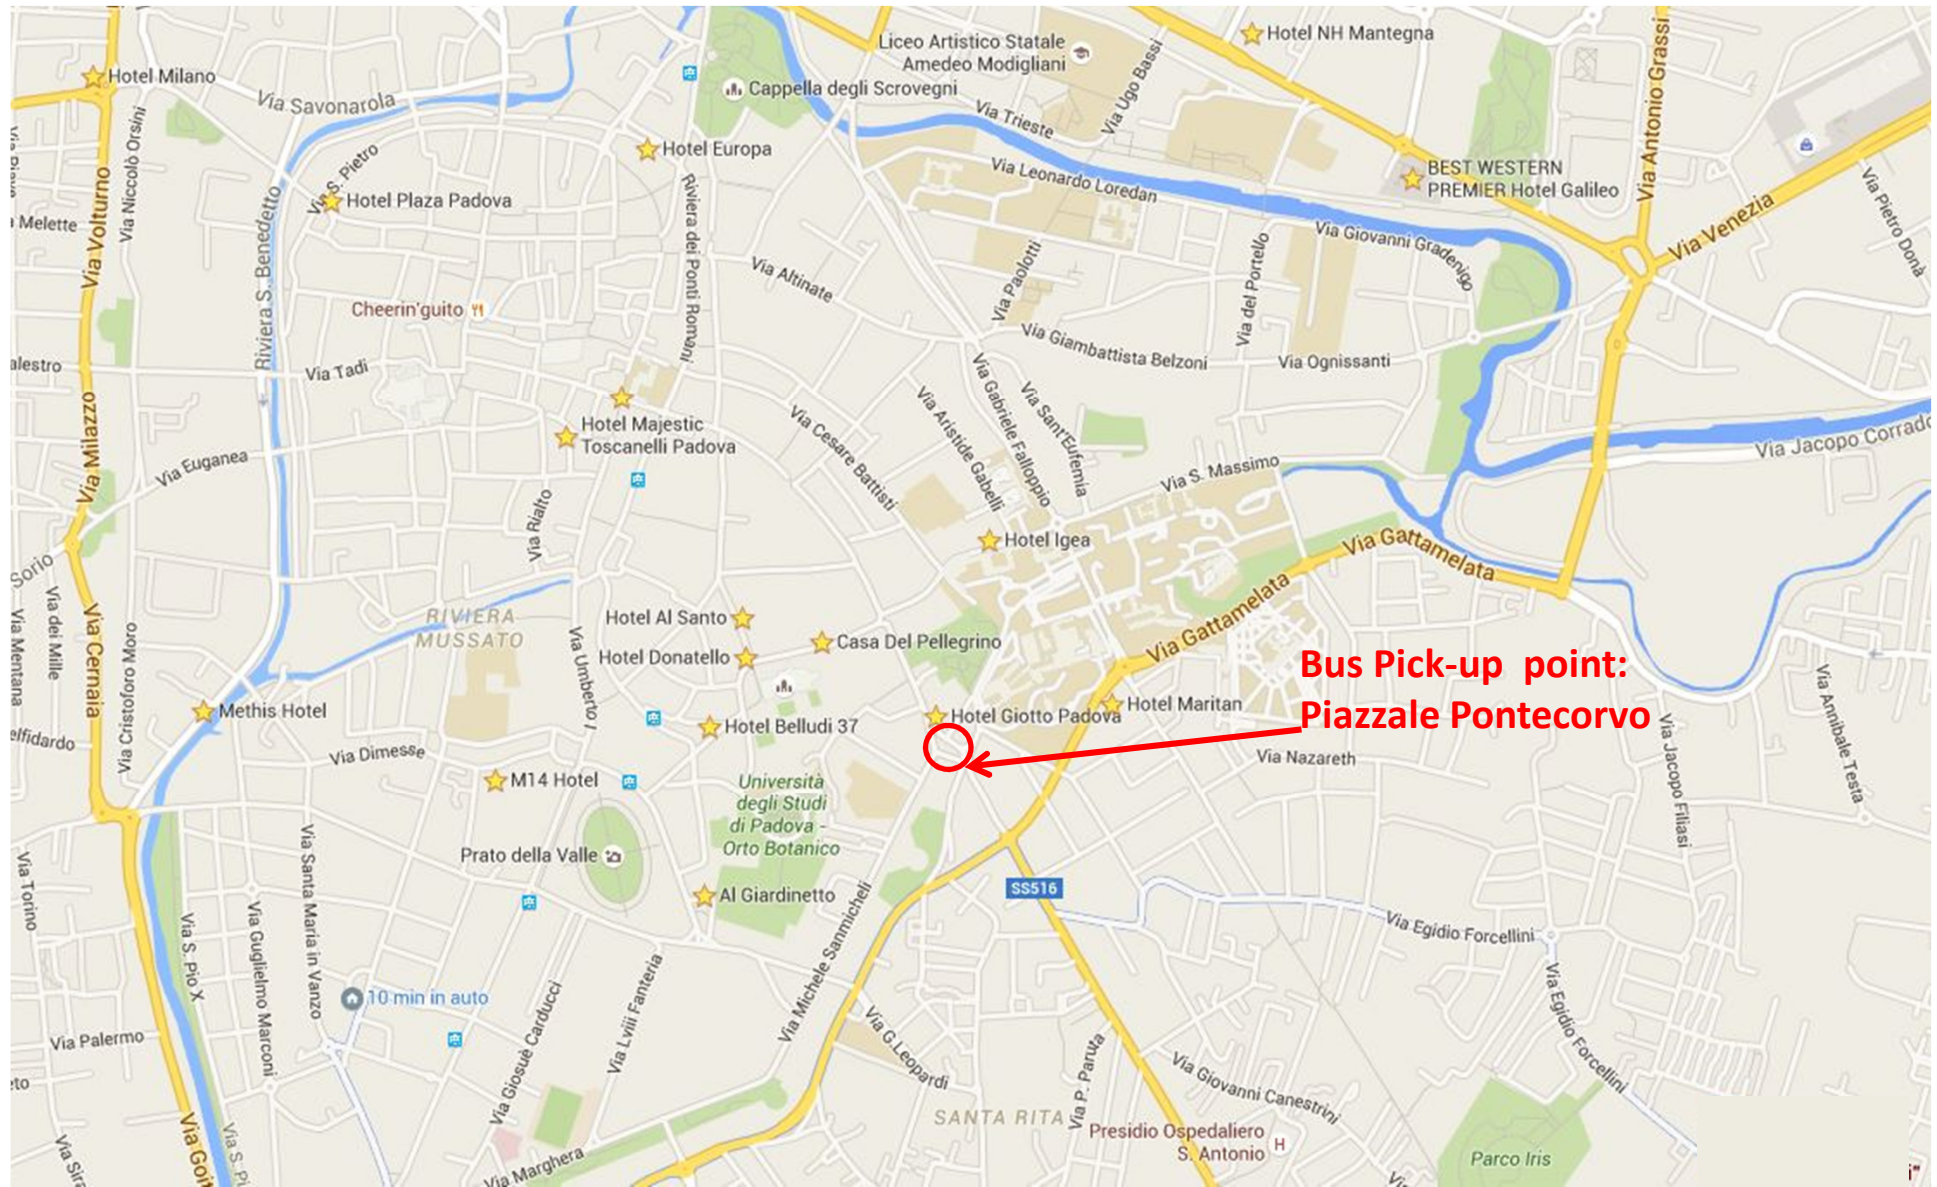 Liceo Artistico Statale
Amedeo Modigliani
Hotel NH Mantegna
Hotel Milano
Via Savonarola
Cappella degli Scrovegni
Via Trieste
Via Ugo Bassi
Via Antonio Grassi
Via Niccolò Orsini
Via S. Pietro
Hotel Europa
Via Leonardo Loredan
BEST WESTERN
PREMIER Hotel Galileo
Hotel Plaza Padova
Melette
Via Volturno
Riviera S. Benedetto
Riviera dei Ponti Romani
Via Altinate
Via Paolotti
Via del Portello
Via Giovanni Gradenigo
Via Venezia
Via Pietro Donà
Cheerin'guito
Via Giambattista Belzoni
Via Ognissanti
alestro
Via Tadi
Via Milazzo
Via Gabriele Falloppio
Via Sant'Eufemia
Via Aristide Gabelli
Via Cesare Battisti
Hotel Majestic
Toscanelli Padova
Via Jacopo Corrado
Via Euganea
Via S. Massimo
Via Rialto
Hotel Igea
Via Gattamelata
Sorio
Via dei Mille
Via Mentana
Via Cernaia
Via Cristoforo Moro
RIVIERA
MUSSATO
Via Umberto I
Hotel Al Santo
Casa Del Pellegrino
Hotel Donatello
Via Gattamelata
Bus Pick-up point:
Piazzale Pontecorvo
Methis Hotel
Hotel Belludi 37
Hotel Giotto Padova
Hotel Maritan
elfidardo
Via Dimesse
Via Nazareth
Via Jacopo Filiasi
Via Annibale Testa
M14 Hotel
Università
degli Studi
di Padova -
Orto Botanico
Prato della Valle
Al Giardinetto
SS516
Via Torino
Via S. Pio X
Via Guglielmo Marconi
Via Santa Maria in Vanzo
Via Michele Sanmicheli
Via Egidio Forcellini
Via Egidio Forcellini
10 min in auto
Via Giosuè Carducci
Via Lviii Fanteria
Via Palermo
Via G.Leopardi
Via P. Paruta
Via Giovanni Canestrini
SANTA RITA
Presidio Ospedaliero
S. Antonio
H
Parco Iris
Via Goit
Via S. Pi
Via Sira
Via Marghera